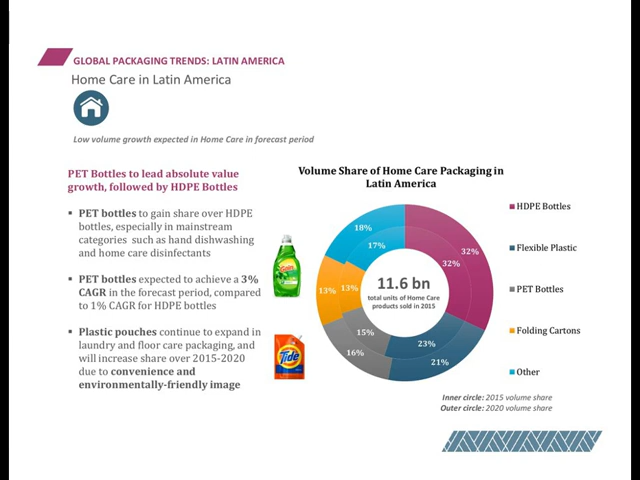 GLOBAL PACKAGING TRENDS: LATIN AMERICA
Home Care in Latin America
Low volume growth expected in Home Care in forecast period
PET Bottles to lead absolute value
growth, followed by HDPE Bottles
▪ PET bottles to gain share over HDPE
bottles, especially in mainstream
categories such as hand dishwashing
and home care disinfectants
▪ PET bottles expected to achieve a 3%
CAGR in the forecast period, compared
to 1% CAGR for HDPE bottles
▪ Plastic pouches continue to expand in
laundry and floor care packaging, and
will increase share over 2015-2020
due to convenience and
environmentally-friendly image
Gain
Tide
Volume Share of Home Care Packaging in
Latin America
18%
17%
32%
32%
13%
13%
11.6 bn
total units of Home Care
products sold in 2015
15%
16%
23%
21%
HDPE Bottles
Flexible Plastic
PET Bottles
Folding Cartons
Other
Inner circle: 2015 volume share
Outer circle: 2020 volume share